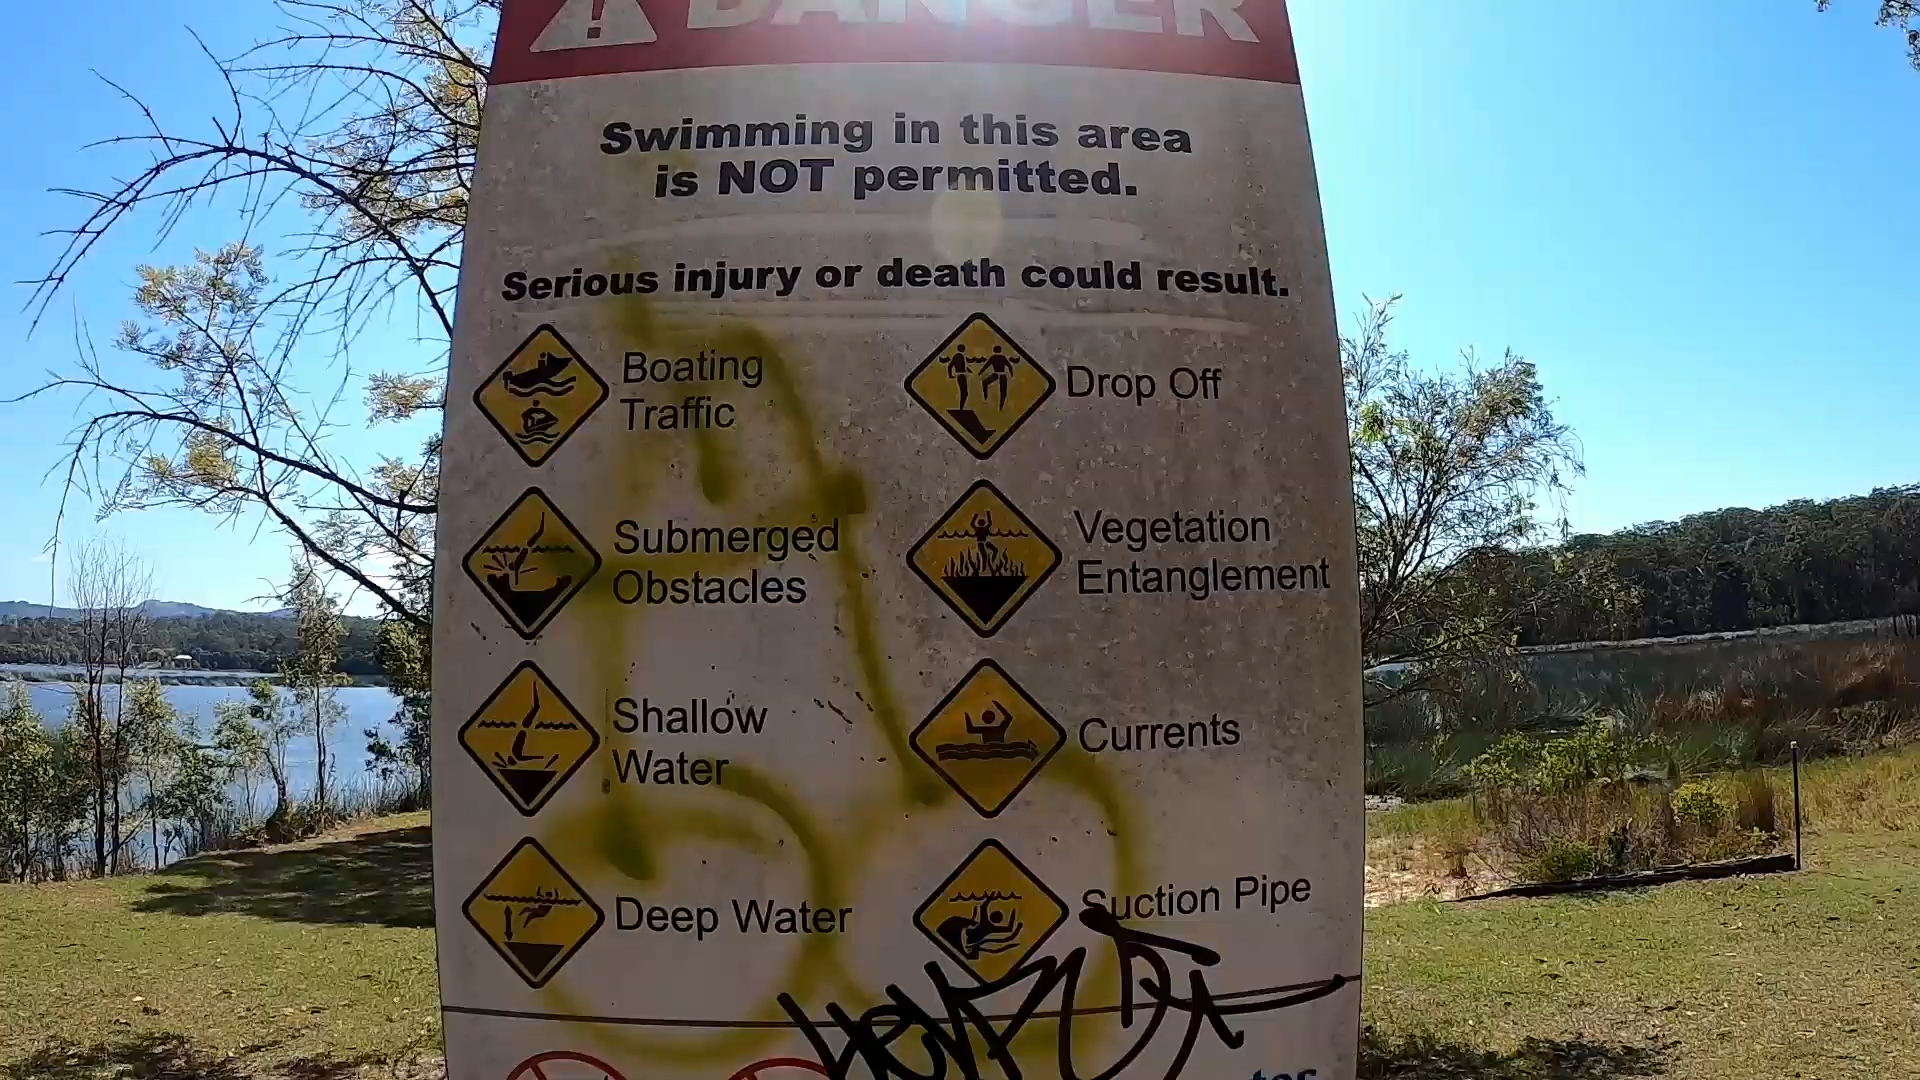 DANGER
Swimming in this area
is NOT permitted.
Serious injury or death could result.
Boating
Traffic
Drop Off
Submerged
Obstacles
Vegetation
Entanglement
Shallow
Water
Currents
Deep Water
Suction Pipe